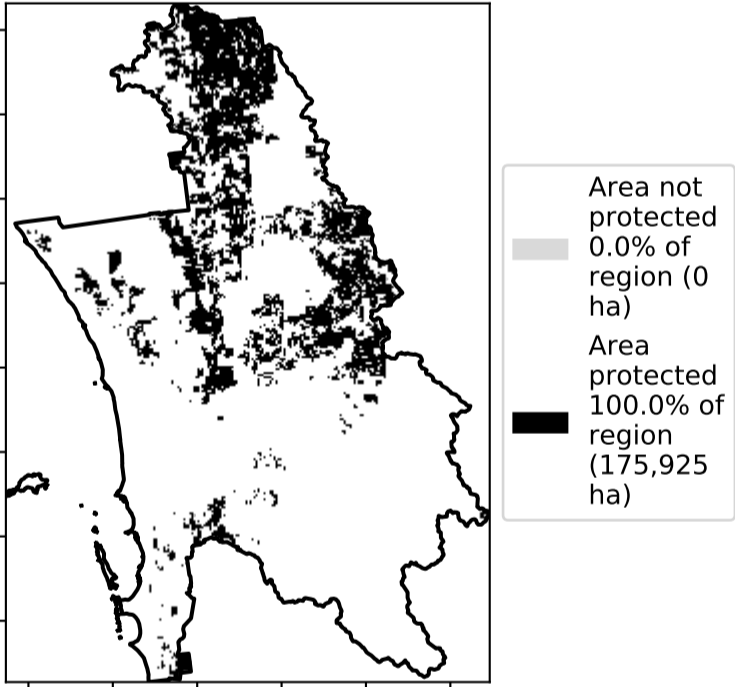 Area not
protected
0.0% of
region (0
ha)
Area
protected
100.0% of
region
(175,925
ha)